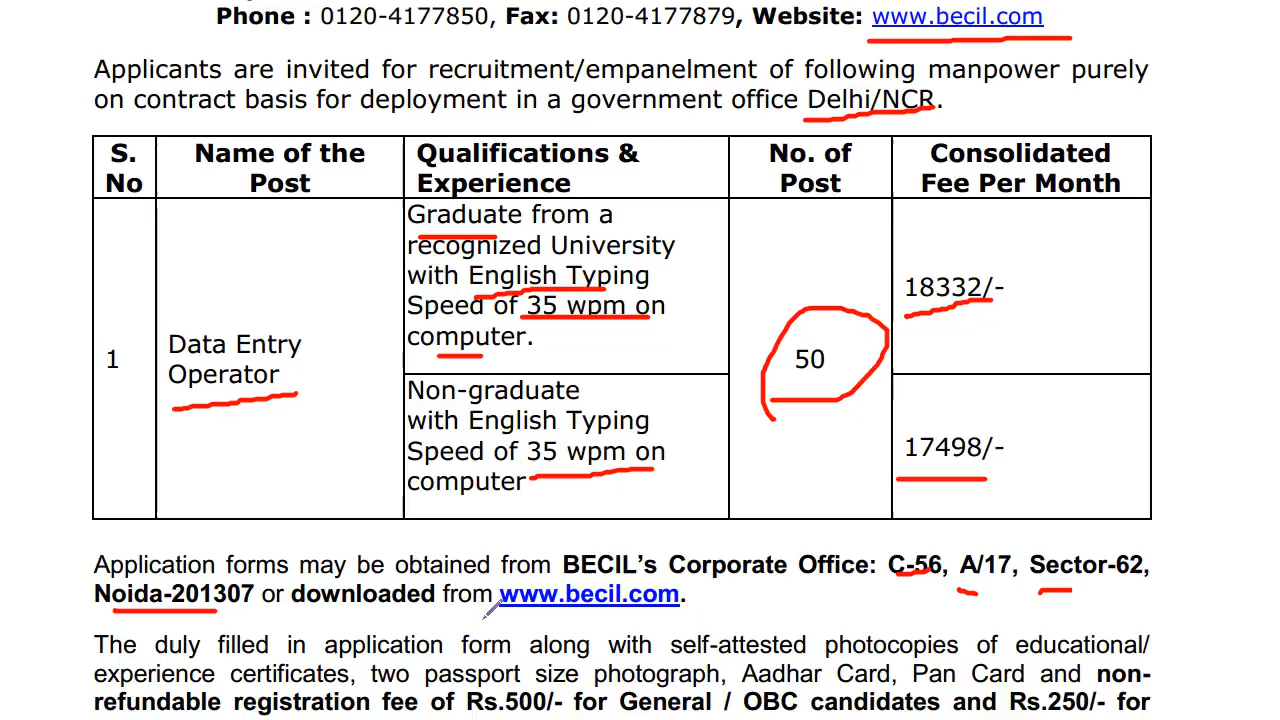 Phone : 0120-4177850, Fax: 0120-4177879, Website: www.becil.com
Applicants are invited for recruitment/empanelment of following manpower purely
on contract basis for deployment in a government office Delhi/NCR.
S. No
Name of the Post
Qualifications & Experience
No. of Post
Consolidated Fee Per Month
1
Data Entry
Operator
Graduate from a
recognized University
with English Typing
Speed of 35 wpm on
computer.
50
18332/-
Non-graduate
with English Typing
Speed of 35 wpm on
computer
17498/-
Application forms may be obtained from BECIL’s Corporate Office: C-56, A/17, Sector-62,
Noida-201307 or downloaded from www.becil.com.
The duly filled in application form along with self-attested photocopies of educational/
experience certificates, two passport size photograph, Aadhar Card, Pan Card and non-
refundable registration fee of Rs.500/- for General / OBC candidates and Rs.250/- for